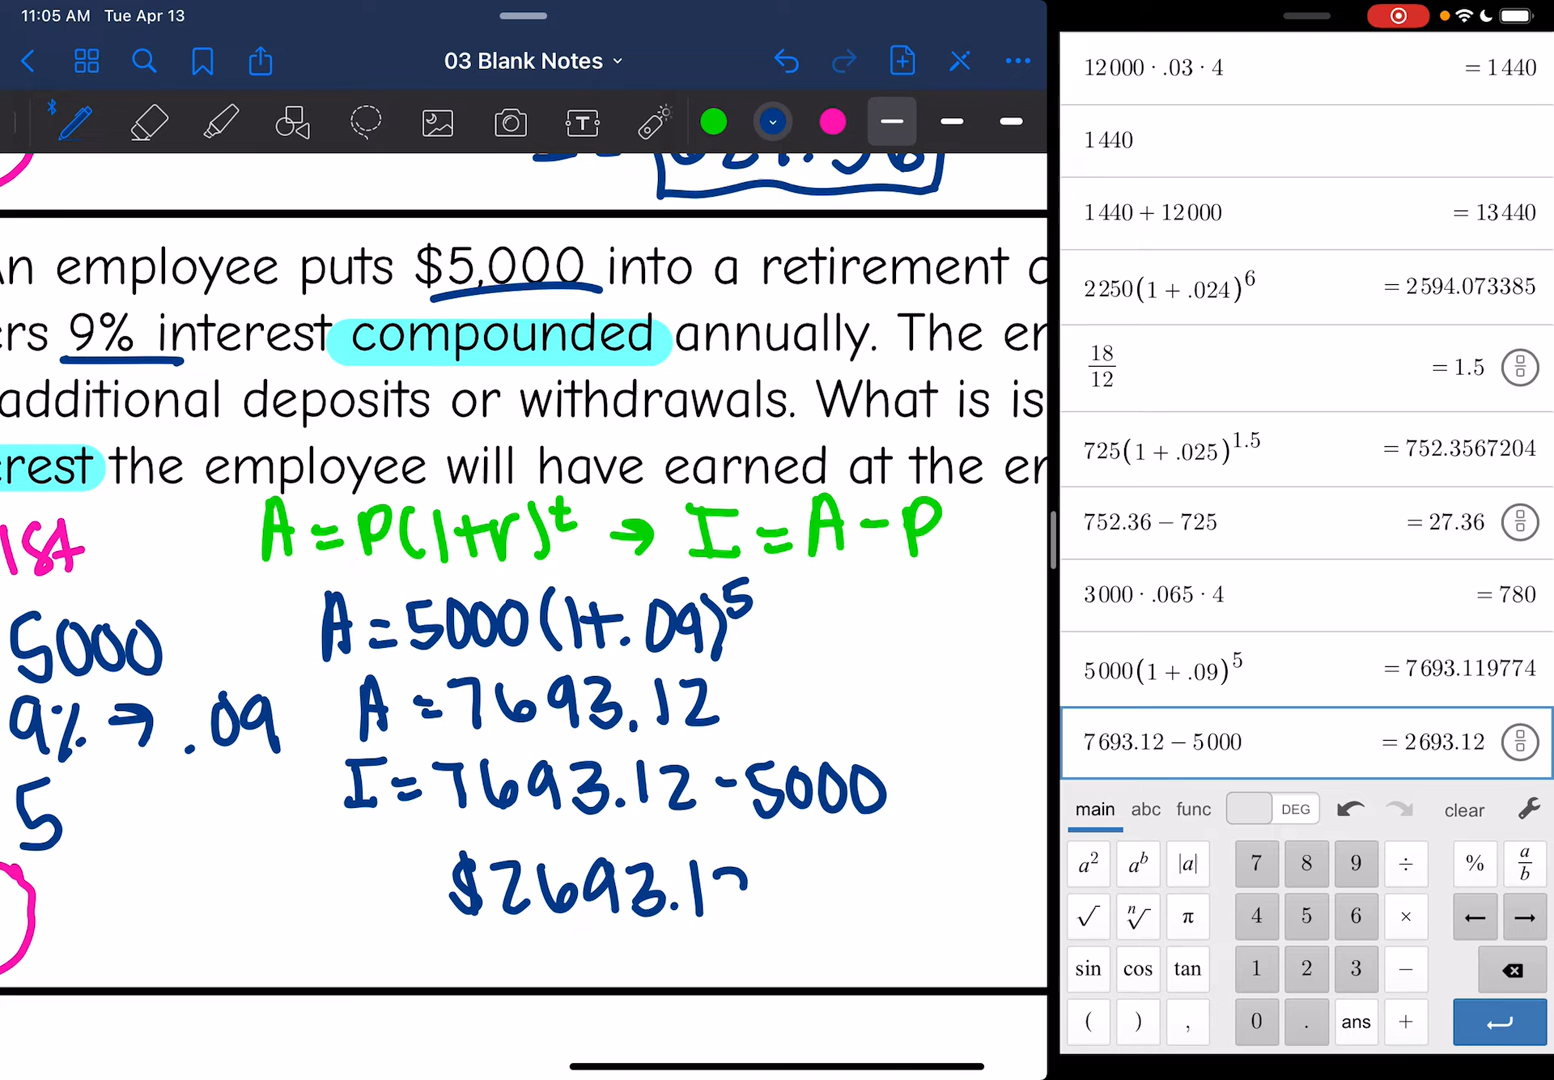 11:05 AM Tue Apr 13
03 Blank Notes
T
An employee puts $5,000 into a retirement
9% interest compounded annually. The
additional deposits or withdrawals. What is is
the employee will have earned at the
1st
A = P(1+r)^t → I = A - P
5000
9% → .09
5
A = 5000(1+.09)^5
A = 7693.12
I = 7693.12 - 5000
$2693.12
12000 · .03 · 4 = 1440
1440
1440 + 12000 = 13440
2250(1 + .024)^6 = 2594.073385
18/12 = 1.5
725(1 + .025)^1.5 = 752.3567204
752.36 − 725 = 27.36
3000 · .065 · 4 = 780
5000(1 + .09)^5 = 7693.119774
7693.12 − 5000 = 2693.12
main abc func DEG clear
a² a^b |a| 7 8 9 ÷ % a/b
√ ⁿ√ π 4 5 6 × ← →
sin cos tan 1 2 3 −
( ) , 0 . ans +